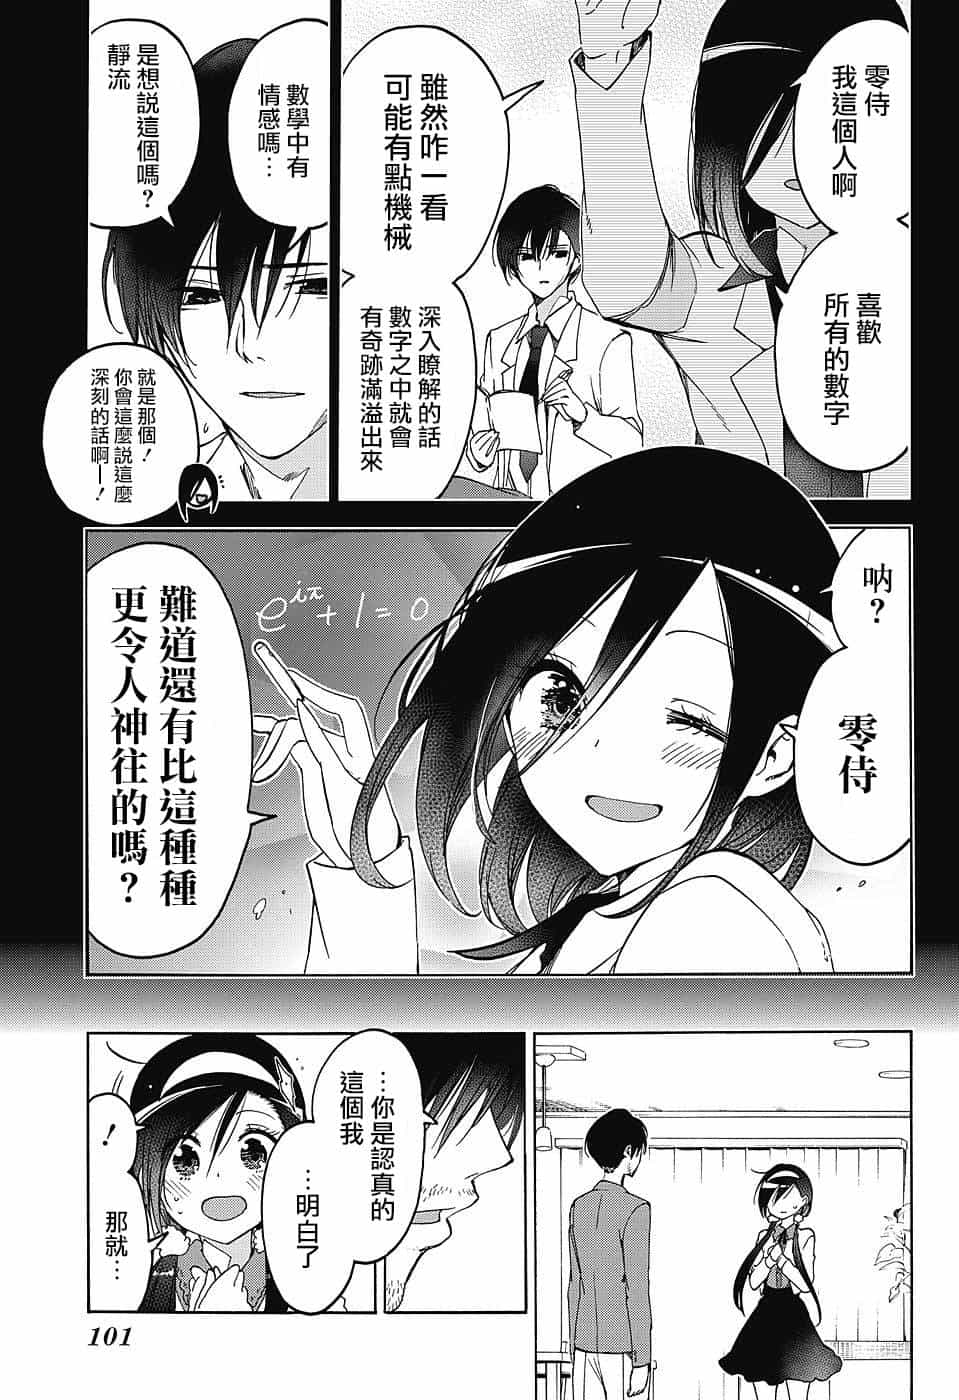 零侍
我這個人啊
喜歡
所有的數字
雖然咋一看
可能有點機械
深入瞭解的話
數字之中就會
有奇跡滿溢出來
數學中有
情感嗎…
是想說這個嗎?
靜流
就是那個!
你會這麼說這麼
深刻的話啊—!
呐?
零侍
e^{iπ}+1=0
難道還有比這種種
更令人神往的嗎?
…你是認真的
這個我
…明白了
!
那就…
101